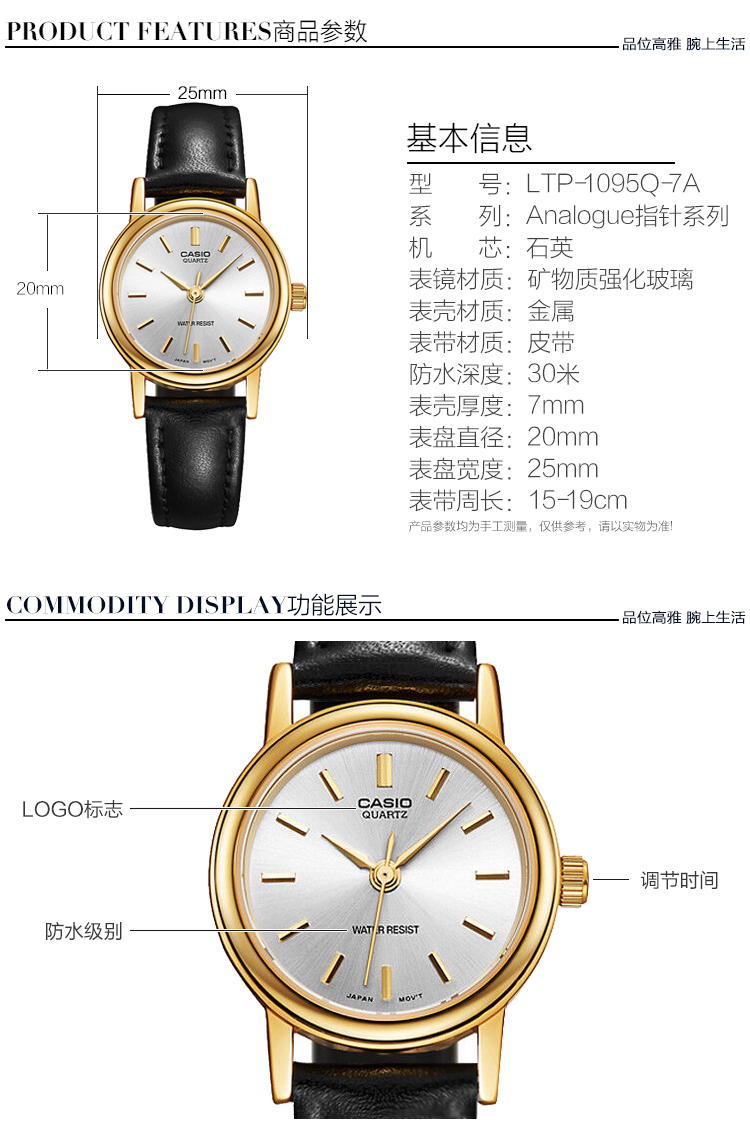 PRODUCT FEATURES商品参数
品位高雅 腕上生活
25mm
20mm
CASIO
QUARTZ
WATER RESIST
JAPAN MOV'T
基本信息
型 号：LTP-1095Q-7A
系 列：Analogue指针系列
机 芯：石英
表镜材质：矿物质强化玻璃
表壳材质：金属
表带材质：皮带
防水深度：30米
表壳厚度：7mm
表盘直径：20mm
表盘宽度：25mm
表带周长：15-19cm
产品参数均为手工测量，仅供参考，请以实物为准!
COMMODITY DISPLAY功能展示
品位高雅 腕上生活
LOGO标志
CASIO
QUARTZ
调节时间
防水级别
WATER RESIST
JAPAN MOV'T